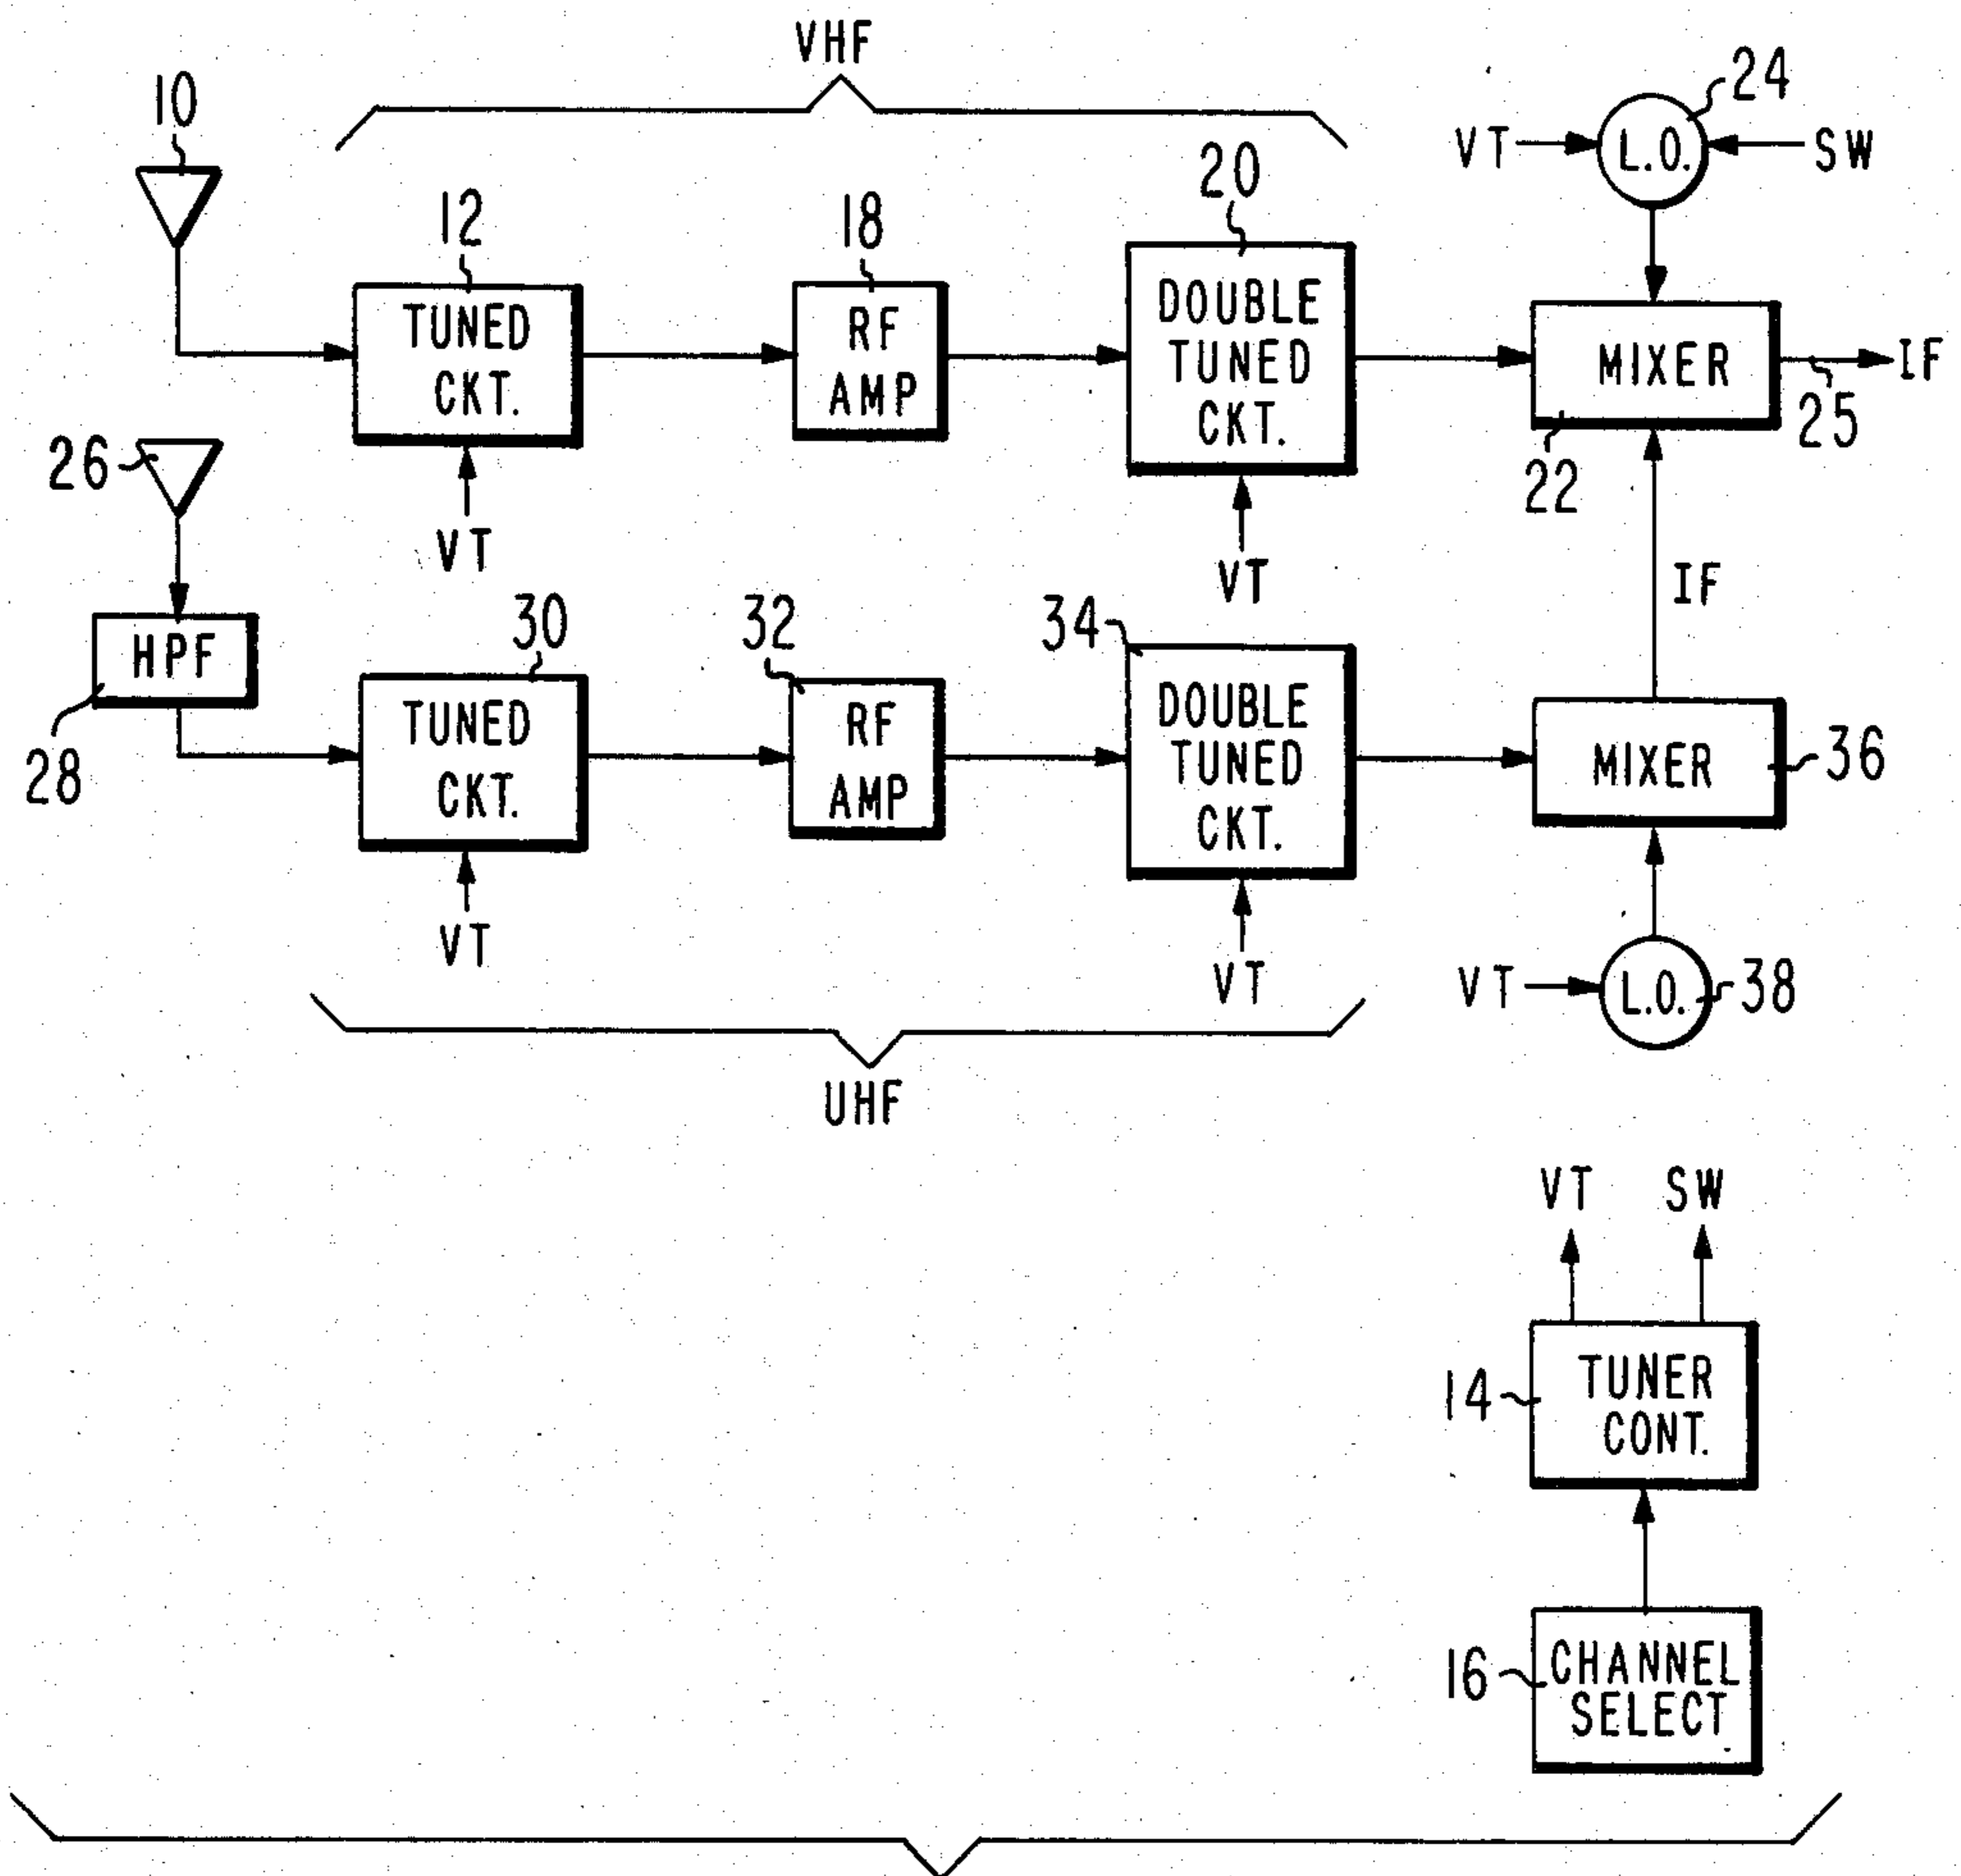 VHF
10
24
VT
L.O.
SW
12
18
20
TUNED
CKT.
RF
AMP
DOUBLE
TUNED
CKT.
MIXER
IF
25
22
26
VT
VT
IF
HPF
28
30
32
34
TUNED
CKT.
RF
AMP
DOUBLE
TUNED
CKT.
MIXER
36
VT
VT
VT
L.O.
38
UHF
VT
SW
14
TUNER
CONT.
16
CHANNEL
SELECT